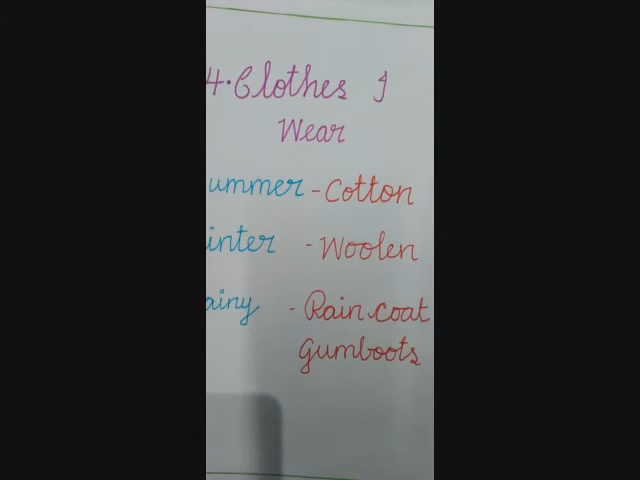 4. Clothes I
Wear
ummer - Cotton
inter - Woolen
ainy - Rain coat
gumboots